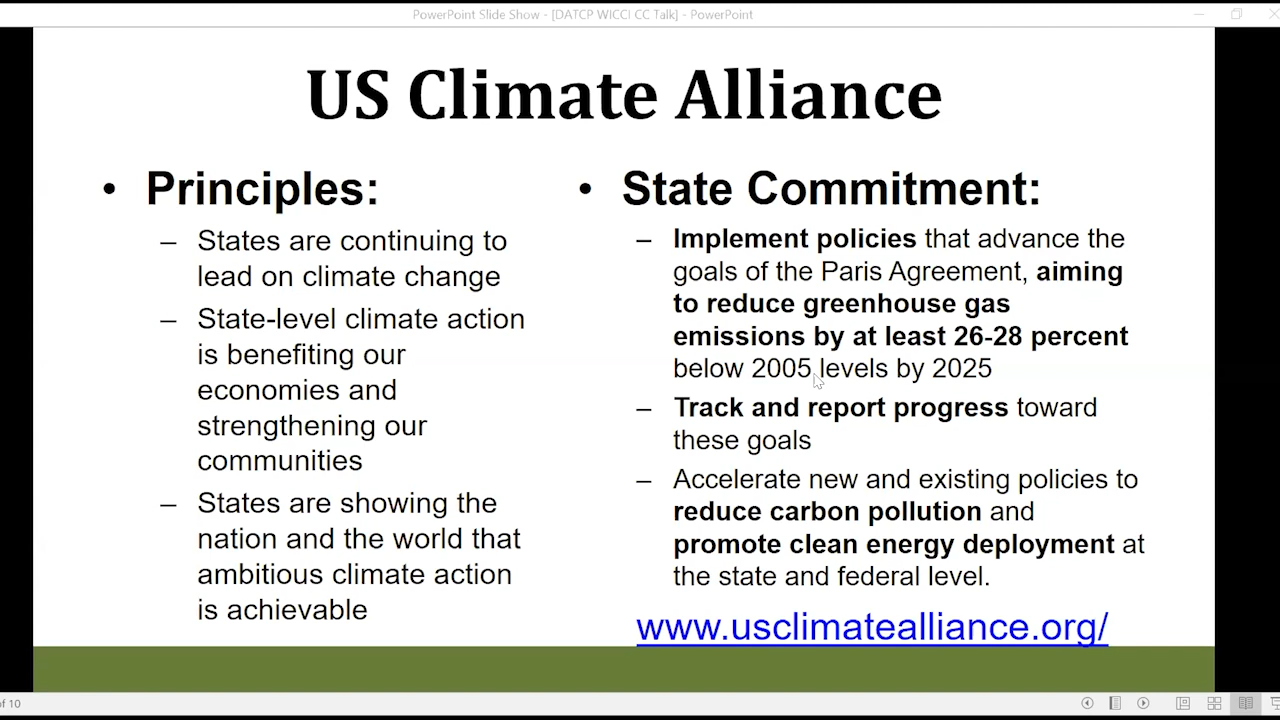 PowerPoint Slide Show - [DATCP WICCI CC Talk] - PowerPoint
US Climate Alliance
• Principles:
– States are continuing to
lead on climate change
– State-level climate action
is benefiting our
economies and
strengthening our
communities
– States are showing the
nation and the world that
ambitious climate action
is achievable
• State Commitment:
– Implement policies that advance the
goals of the Paris Agreement, aiming
to reduce greenhouse gas
emissions by at least 26-28 percent
below 2005 levels by 2025
– Track and report progress toward
these goals
– Accelerate new and existing policies to
reduce carbon pollution and
promote clean energy deployment at
the state and federal level.
www.usclimatealliance.org/
of 10